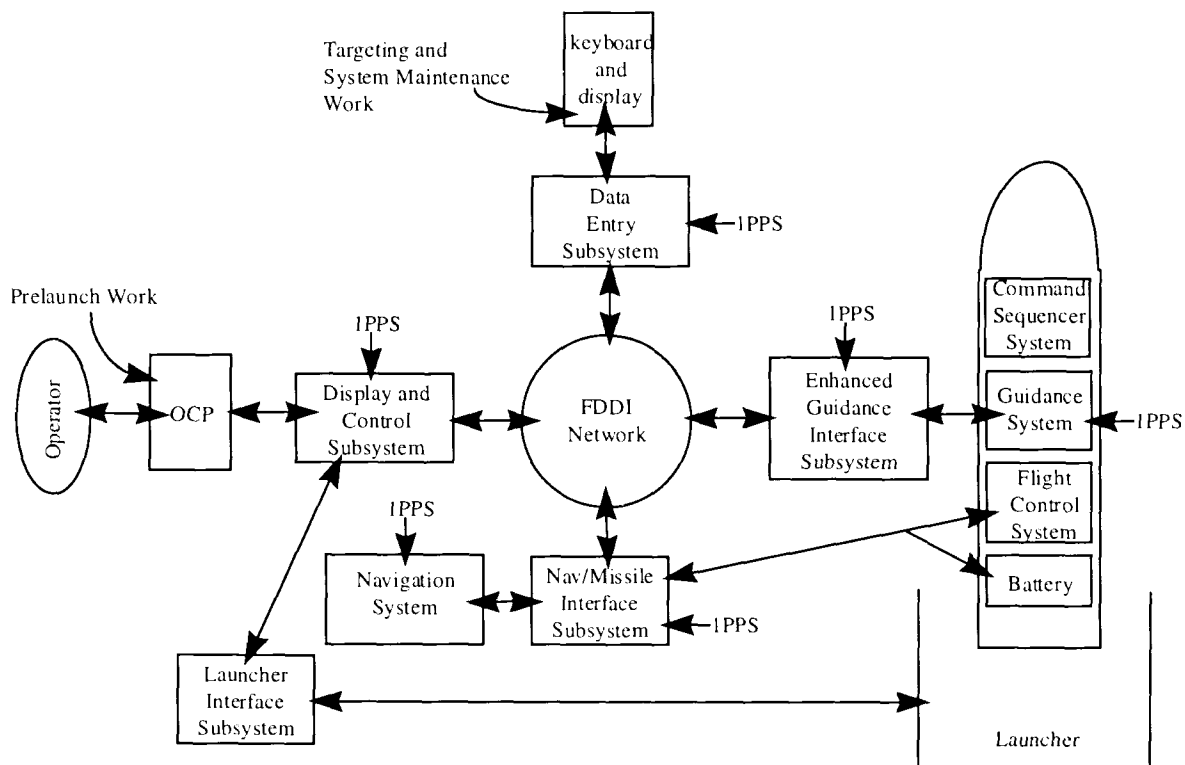 Targeting and
System Maintenance
Work
keyboard
and
display
Data
Entry
Subsystem
1PPS
Prelaunch Work
Operator
OCP
1PPS
Display and
Control
Subsystem
FDDI
Network
1PPS
Enhanced
Guidance
Interface
Subsystem
Command
Sequencer
System
Guidance
System
1PPS
Flight
Control
System
Battery
1PPS
Navigation
System
Nav/Missile
Interface
Subsystem
1PPS
Launcher
Interface
Subsystem
Launcher